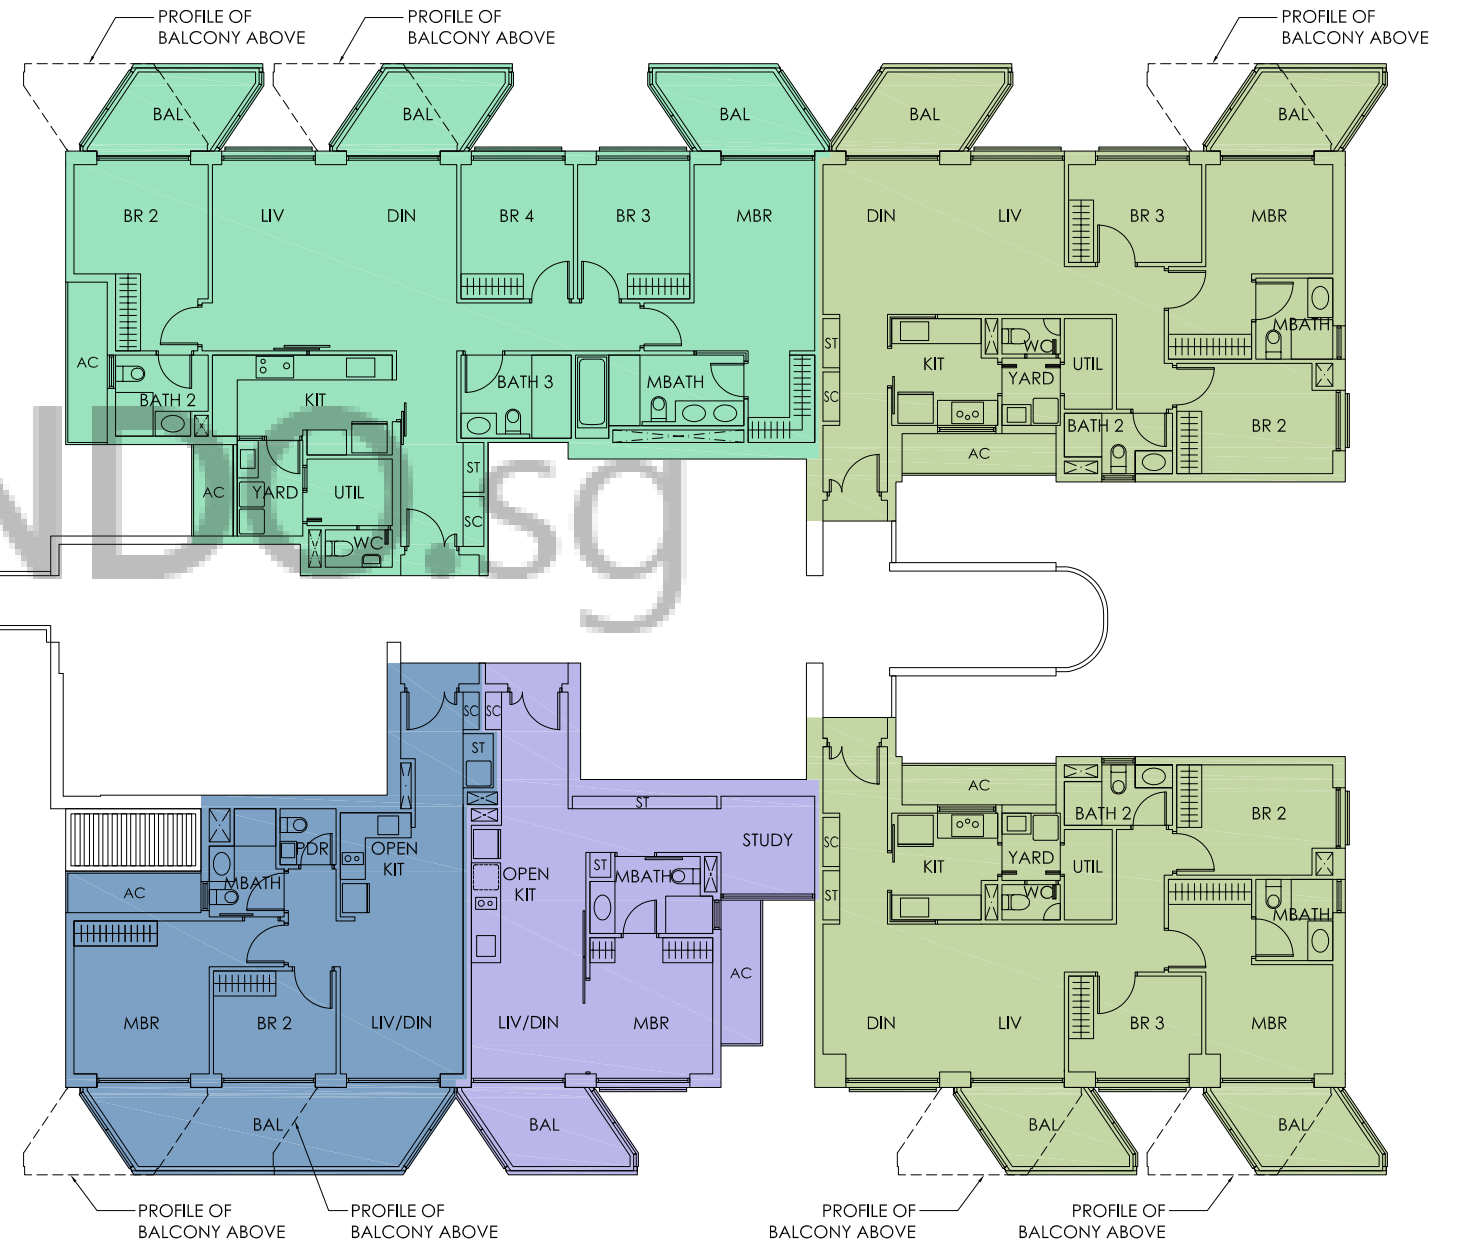 PROFILE OF
BALCONY ABOVE
PROFILE OF
BALCONY ABOVE
PROFILE OF
BALCONY ABOVE
BAL
BAL
BAL
BAL
BAL
BR 2
LIV
DIN
BR 4
BR 3
MBR
DIN
LIV
BR 3
MBR
AC
BATH 2
KIT
BATH 3
MBATH
ST
SC
KIT
WC
YARD
UTIL
MBATH
BATH 2
BR 2
AC
AC
YARD
UTIL
WC
ST
SC
NDO.sg
SC
SC
ST
ST
STUDY
AC
BATH 2
BR 2
SC
ST
KIT
YARD
UTIL
WC
MBATH
PDR
OPEN
KIT
MBATH
AC
OPEN
KIT
ST
MBATH
AC
MBR
BR 2
LIV/DIN
LIV/DIN
MBR
DIN
LIV
BR 3
MBR
BAL
BAL
BAL
BAL
PROFILE OF
BALCONY ABOVE
PROFILE OF
BALCONY ABOVE
PROFILE OF
BALCONY ABOVE
PROFILE OF
BALCONY ABOVE